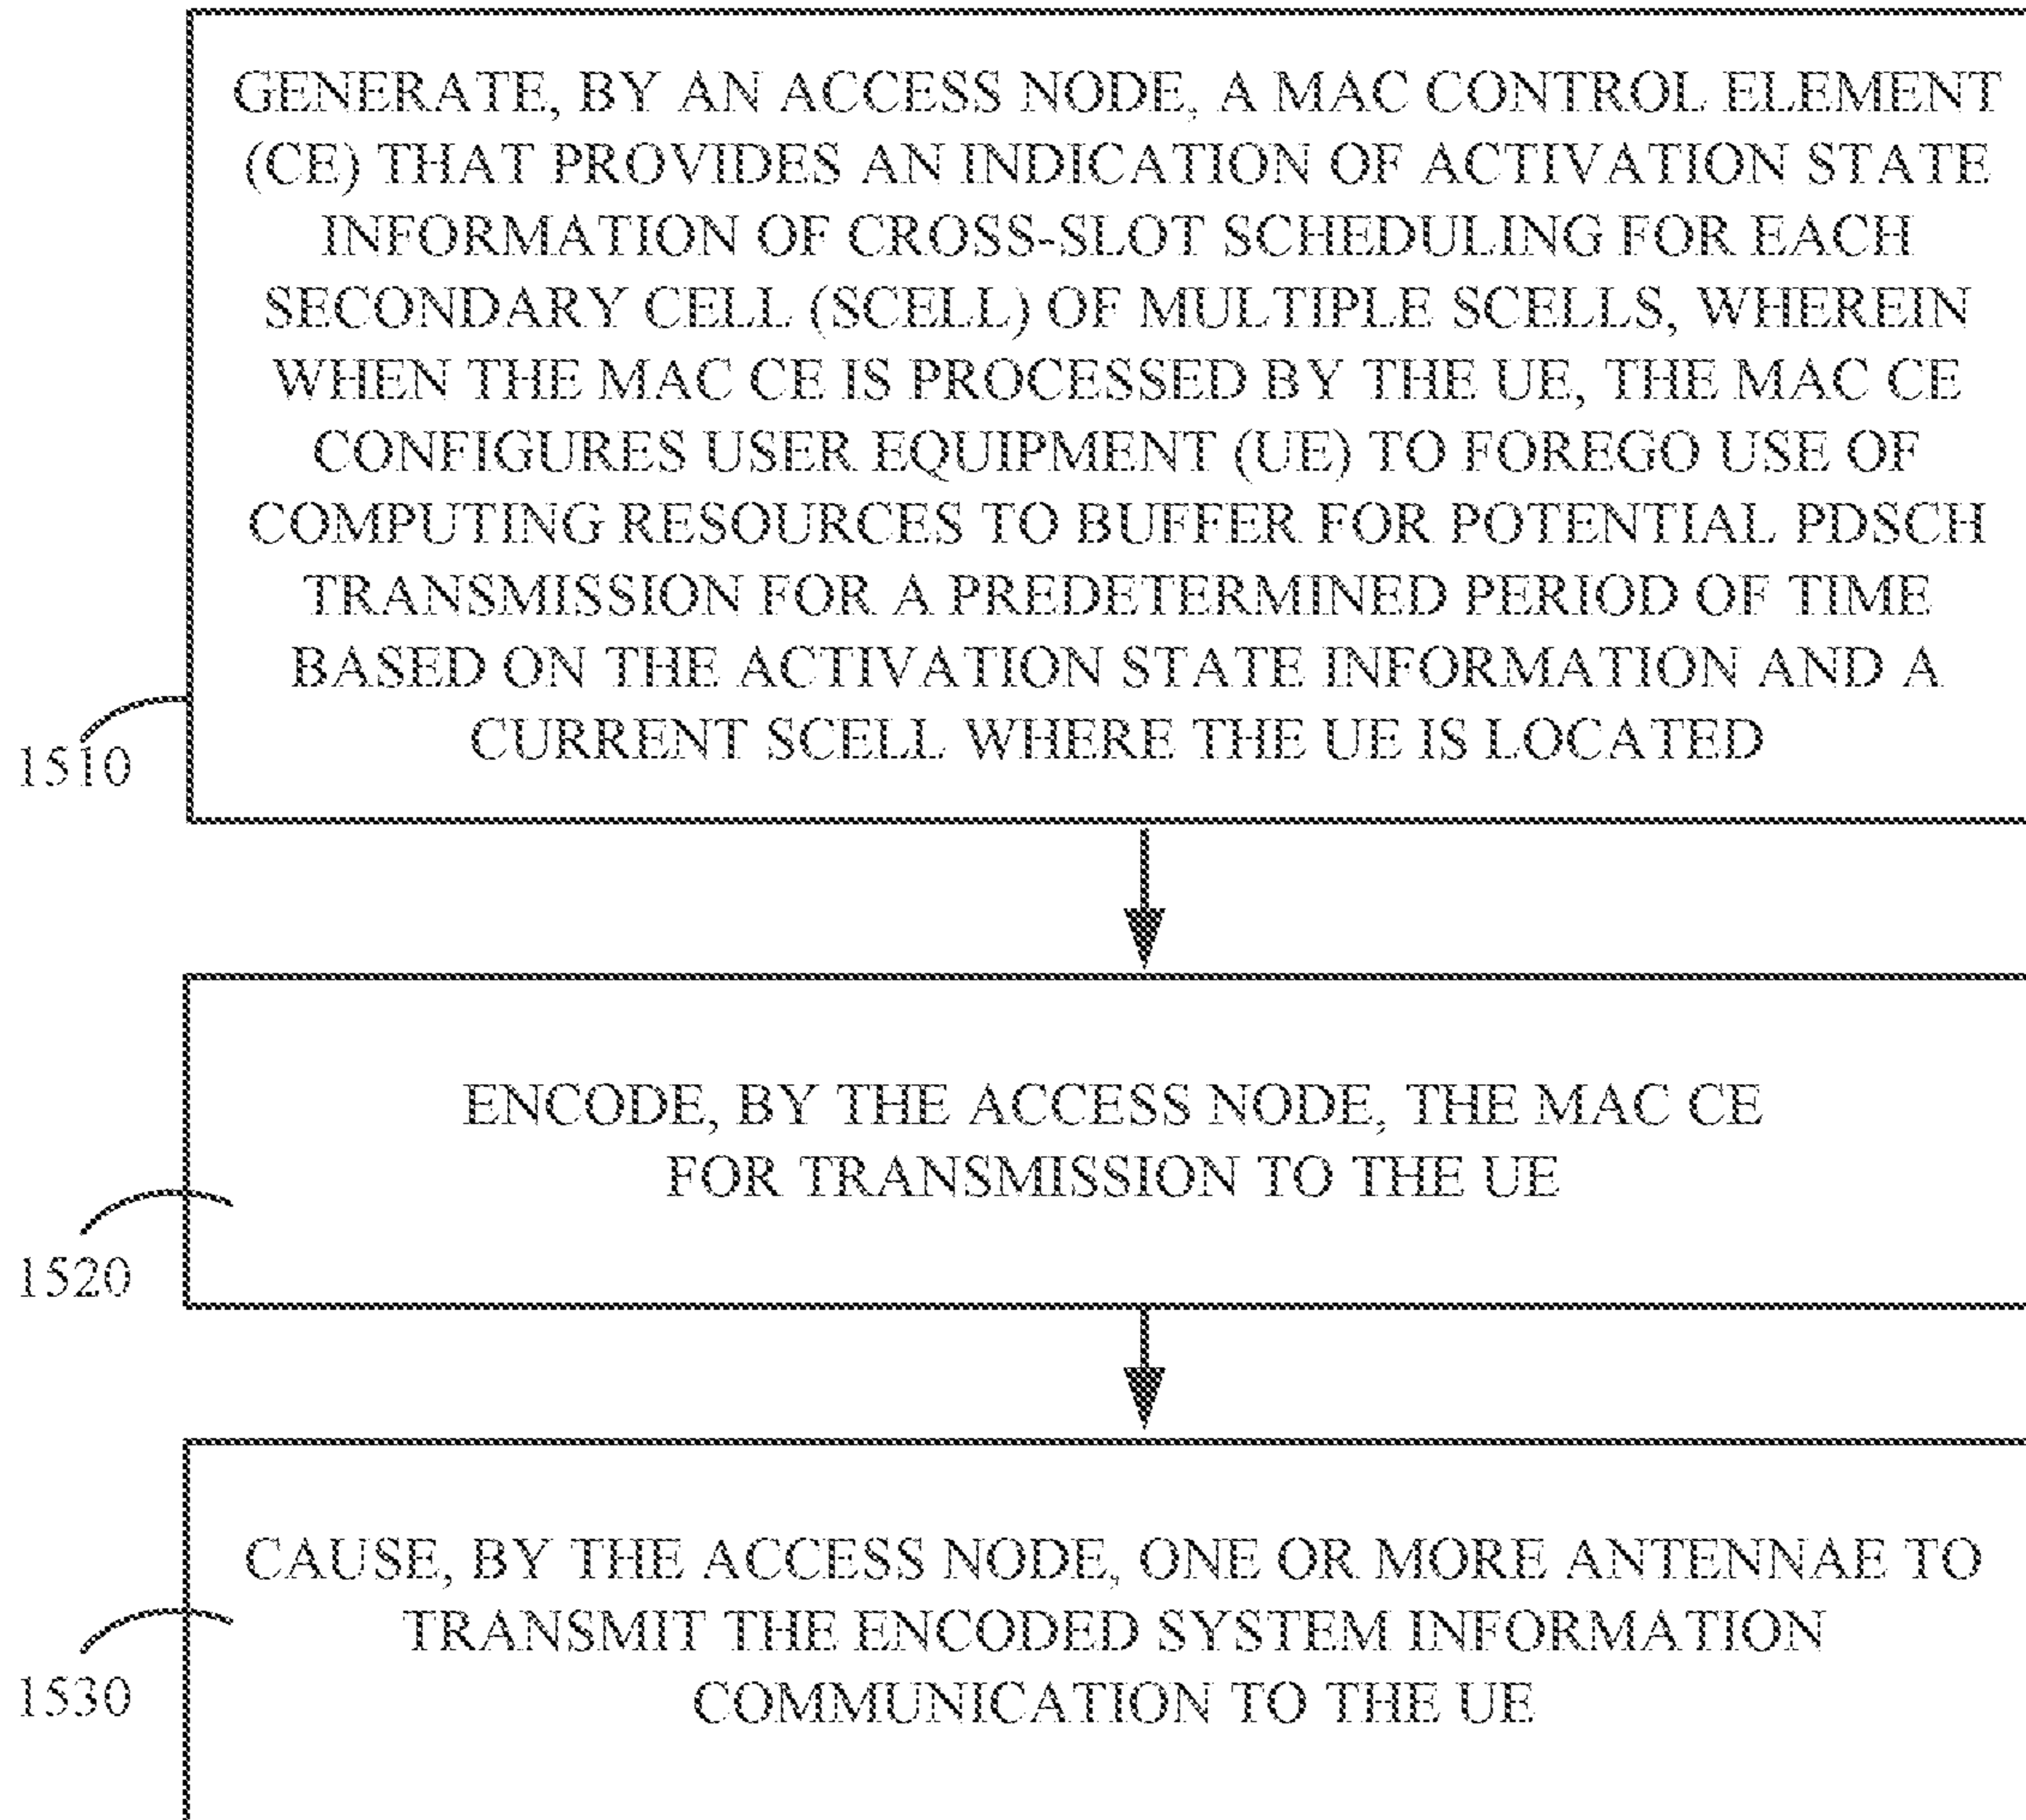 GENERATE, BY AN ACCESS NODE, A MAC CONTROL ELEMENT
(CE) THAT PROVIDES AN INDICATION OF ACTIVATION STATE
INFORMATION OF CROSS-SLOT SCHEDULING FOR EACH
SECONDARY CELL (SCELL) OF MULTIPLE SCELLS, WHEREIN
WHEN THE MAC CE IS PROCESSED BY THE UE, THE MAC CE
CONFIGURES USER EQUIPMENT (UE) TO FOREGO USE OF
COMPUTING RESOURCES TO BUFFER FOR POTENTIAL PDSCH
TRANSMISSION FOR A PREDETERMINED PERIOD OF TIME
BASED ON THE ACTIVATION STATE INFORMATION AND A
CURRENT SCELL WHERE THE UE IS LOCATED
1510
ENCODE, BY THE ACCESS NODE, THE MAC CE
FOR TRANSMISSION TO THE UE
1520
CAUSE, BY THE ACCESS NODE, ONE OR MORE ANTENNAE TO
TRANSMIT THE ENCODED SYSTEM INFORMATION
COMMUNICATION TO THE UE
1530